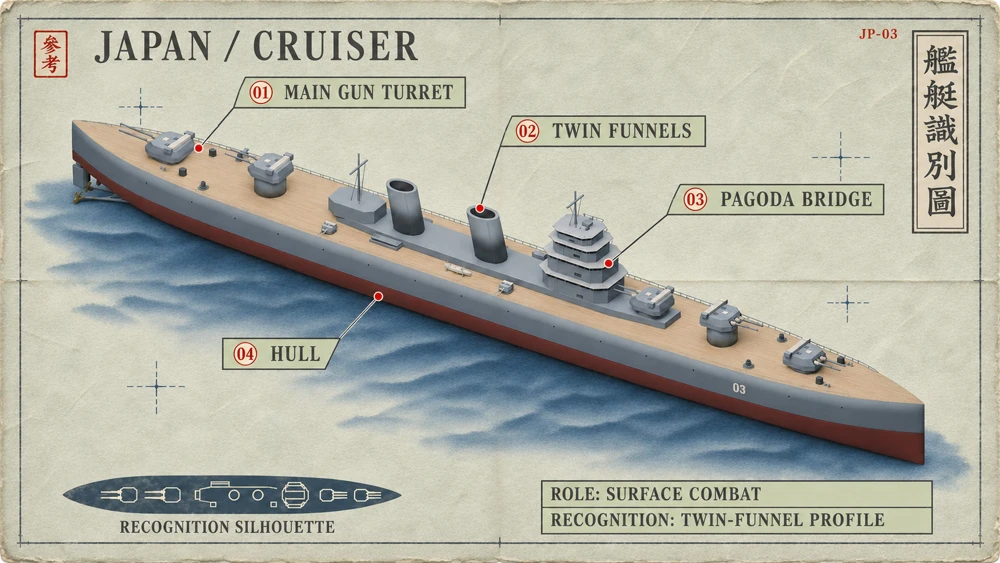 參考
JAPAN / CRUISER
JP-03
艦艇識別圖
01 MAIN GUN TURRET
02 TWIN FUNNELS
03 PAGODA BRIDGE
04 HULL
03
RECOGNITION SILHOUETTE
ROLE: SURFACE COMBAT
RECOGNITION: TWIN-FUNNEL PROFILE